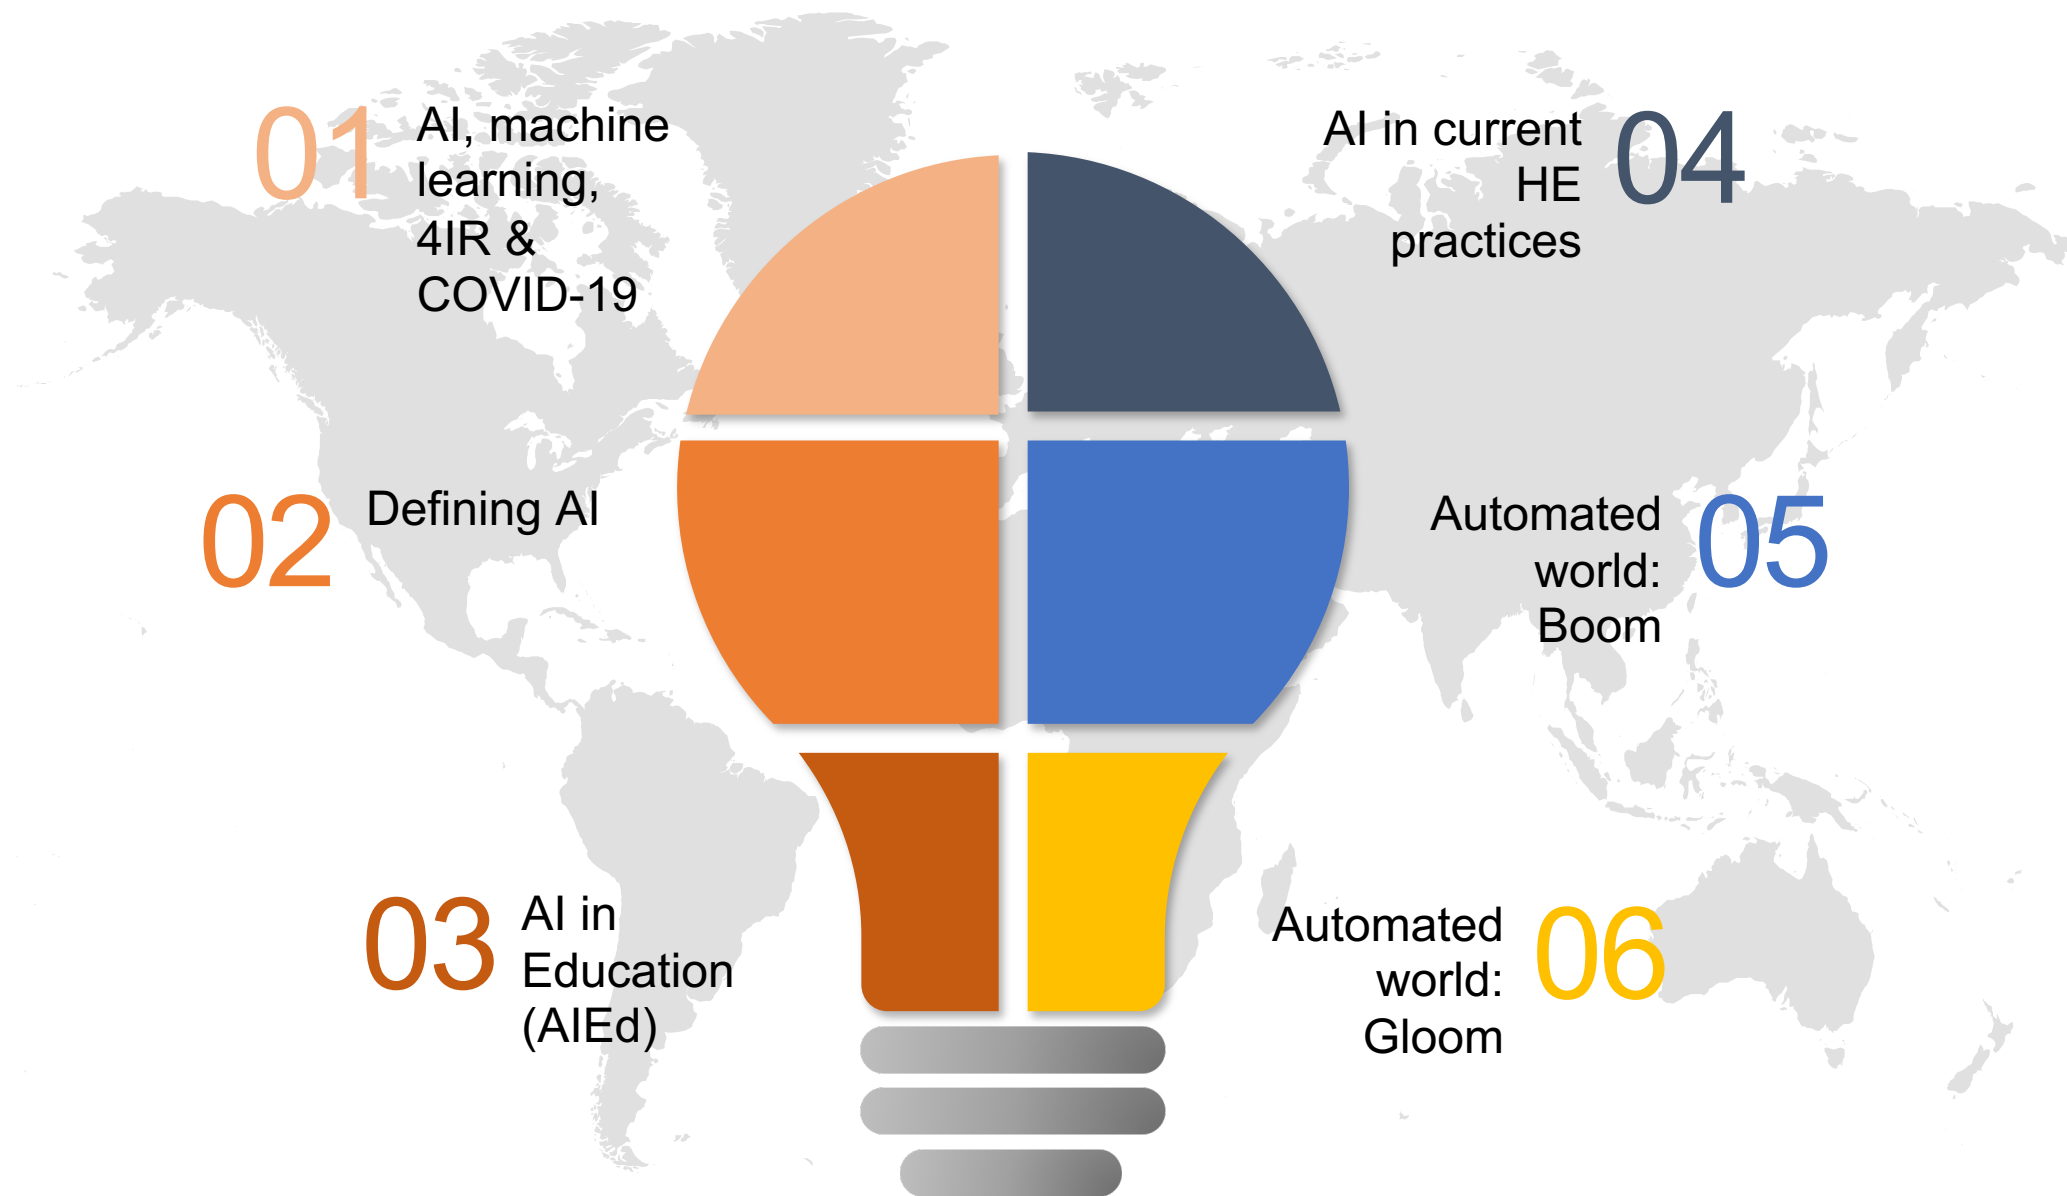 01
AI, machine
learning,
4IR &
COVID-19
02
Defining AI
03
AI in
Education
(AIEd)
04
AI in current
HE
practices
05
Automated
world:
Boom
06
Automated
world:
Gloom